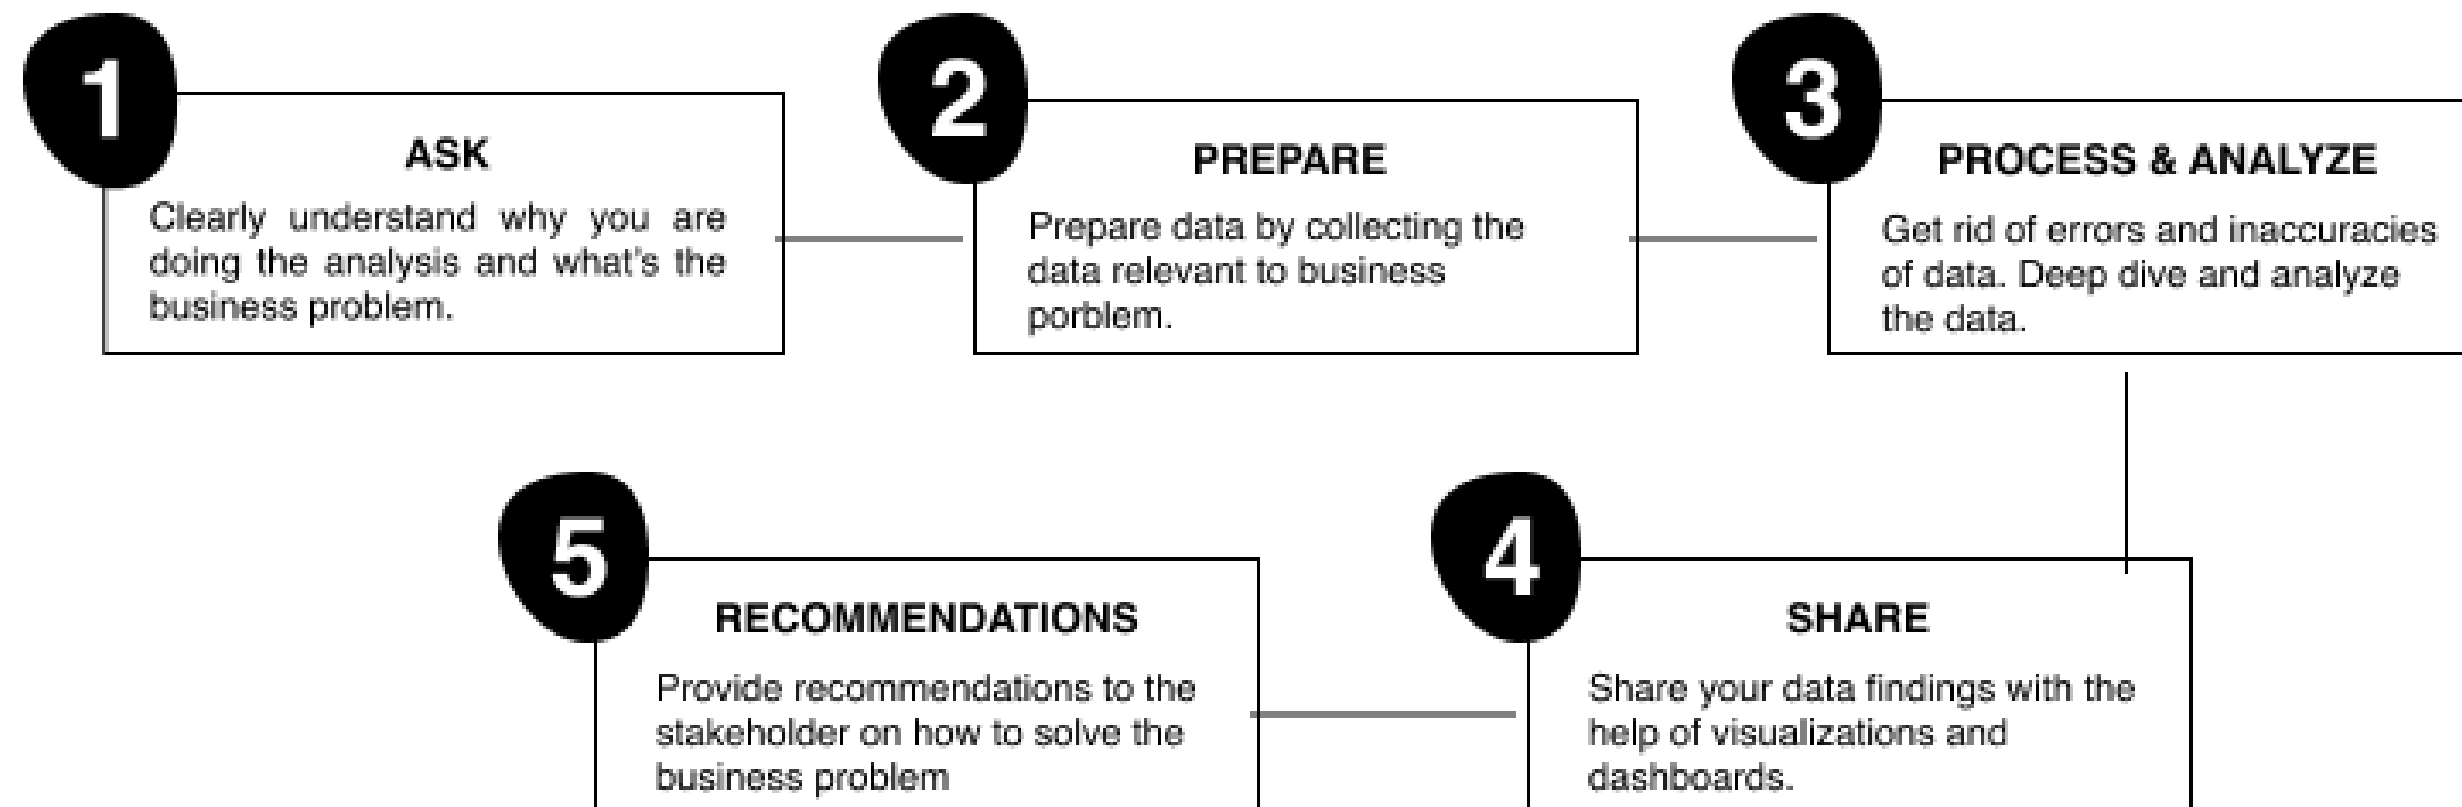 1
ASK
Clearly understand why you are
doing the analysis and what's the
business problem.
2
PREPARE
Prepare data by collecting the
data relevant to business
porblem.
3
PROCESS & ANALYZE
Get rid of errors and inaccuracies
of data. Deep dive and analyze
the data.
4
SHARE
Share your data findings with the
help of visualizations and
dashboards.
5
RECOMMENDATIONS
Provide recommendations to the
stakeholder on how to solve the
business problem